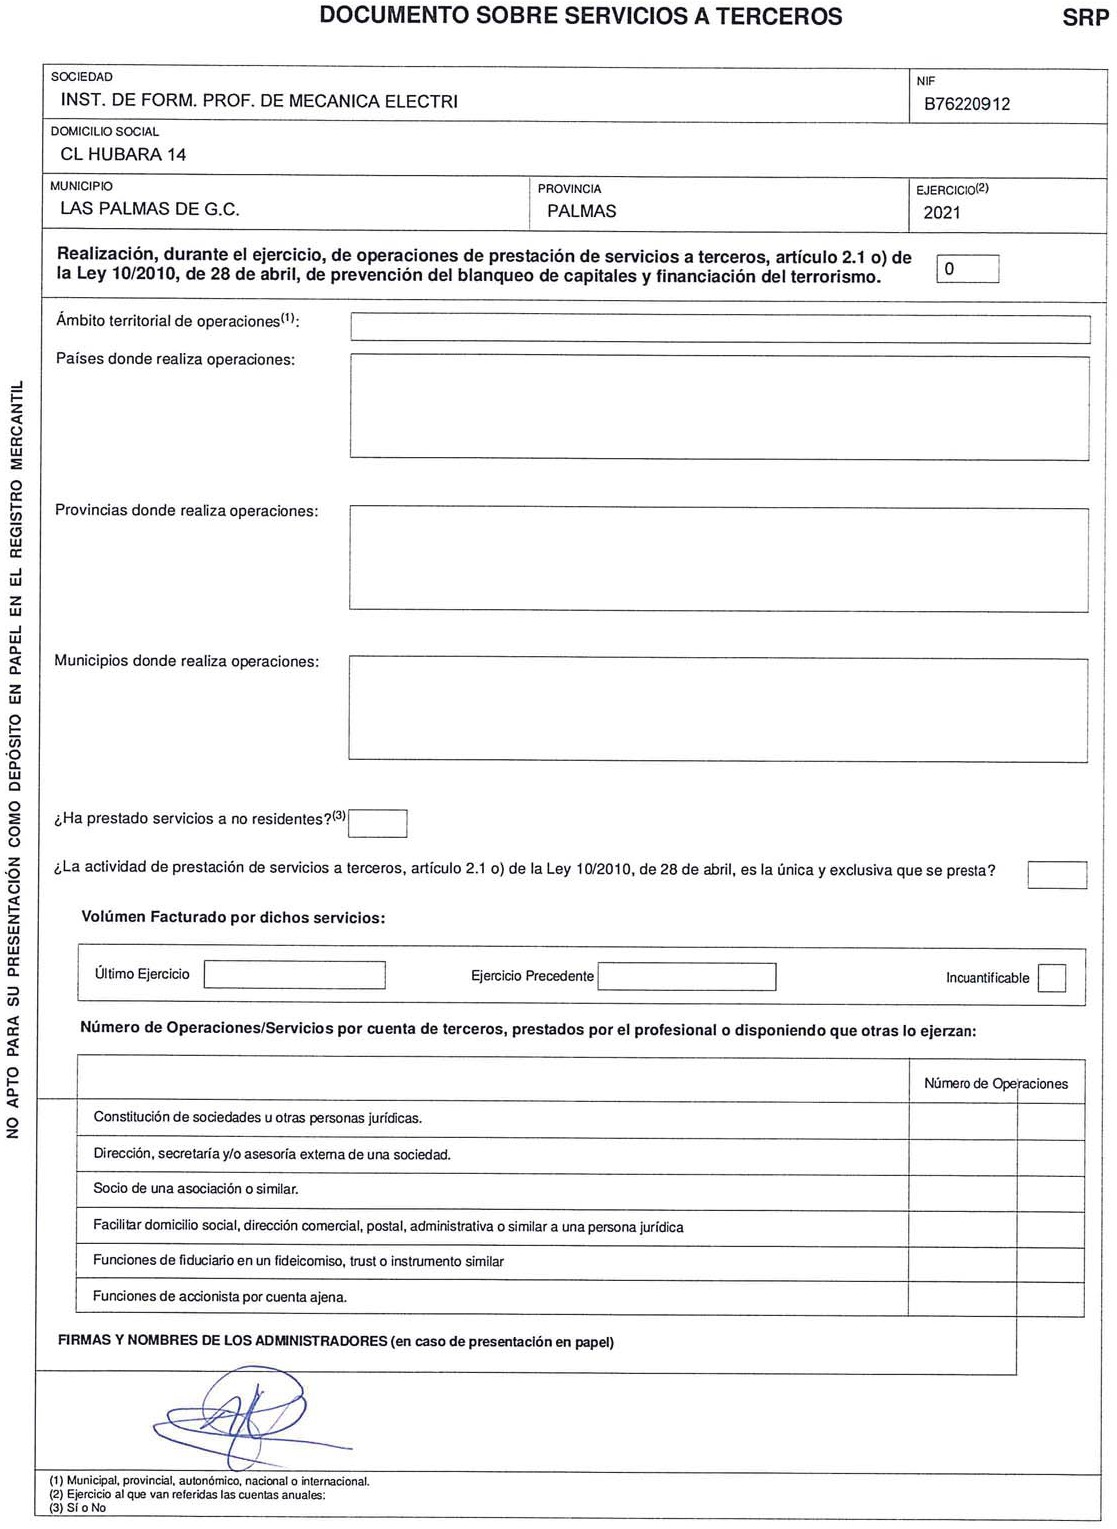 DOCUMENTO SOBRE SERVICIOS A TERCEROS
SRP
SOCIEDAD
INST. DE FORM. PROF. DE MECANICA ELECTRI
NIF
B76220912
DOMICILIO SOCIAL
CL HUBARA 14
MUNICIPIO
LAS PALMAS DE G.C.
PROVINCIA
PALMAS
EJERCICIO(2)
2021
Realización, durante el ejercicio, de operaciones de prestación de servicios a terceros, artículo 2.1 o) de
la Ley 10/2010, de 28 de abril, de prevención del blanqueo de capitales y financiación del terrorismo.
0
Ámbito territorial de operaciones(1):
Países donde realiza operaciones:
Provincias donde realiza operaciones:
Municipios donde realiza operaciones:
¿Ha prestado servicios a no residentes?(3)
¿La actividad de prestación de servicios a terceros, artículo 2.1 o) de la Ley 10/2010, de 28 de abril, es la única y exclusiva que se presta?
Volúmen Facturado por dichos servicios:
Último Ejercicio
Ejercicio Precedente
Incuantificable
Número de Operaciones/Servicios por cuenta de terceros, prestados por el profesional o disponiendo que otras lo ejerzan:
Número de Operaciones
Constitución de sociedades u otras personas jurídicas.
Dirección, secretaría y/o asesoría externa de una sociedad.
Socio de una asociación o similar.
Facilitar domicilio social, dirección comercial, postal, administrativa o similar a una persona jurídica
Funciones de fiduciario en un fideicomiso, trust o instrumento similar
Funciones de accionista por cuenta ajena.
FIRMAS Y NOMBRES DE LOS ADMINISTRADORES (en caso de presentación en papel)
(1) Municipal, provincial, autonómico, nacional o internacional.
(2) Ejercicio al que van referidas las cuentas anuales:
(3) Sí o No
NO APTO PARA SU PRESENTACIÓN COMO DEPÓSITO EN PAPEL EN EL REGISTRO MERCANTIL